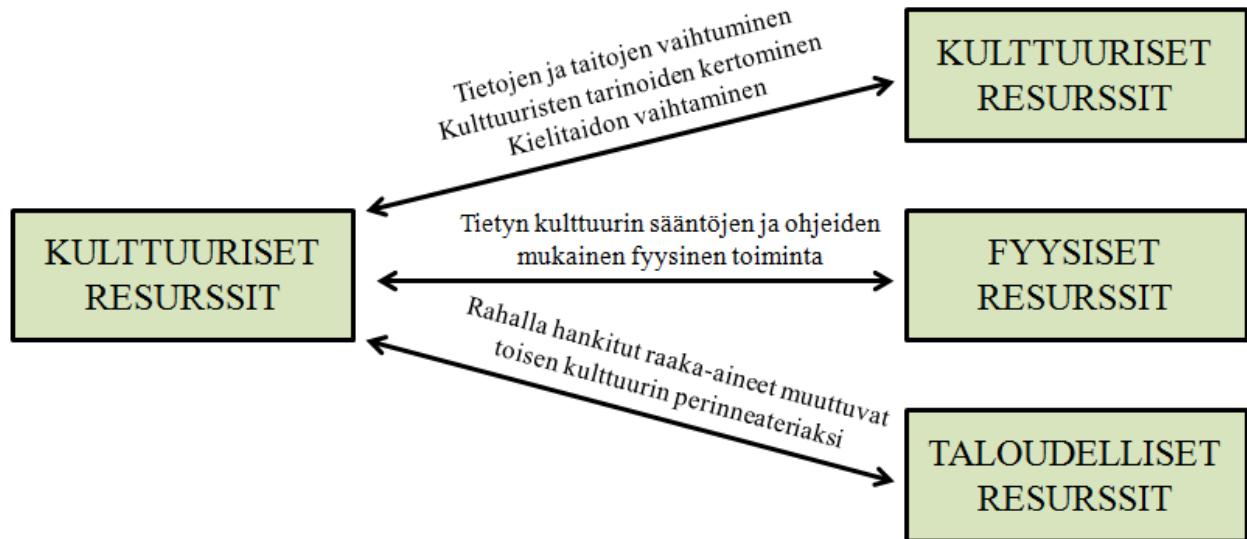 Tietojen ja taitojen vaihtuminen
Kulttuuristen tarinoiden kertominen
Kielitaidon vaihtaminen
KULTTUURISET
RESURSSIT
KULTTUURISET
RESURSSIT
Tietyn kulttuurin sääntöjen ja ohjeiden
mukainen fyysinen toiminta
FYYSISET
RESURSSIT
Rahalla hankitut raaka-aineet muuttuvat
toisen kulttuurin perinneateriaksi
TALOUDELLISET
RESURSSIT